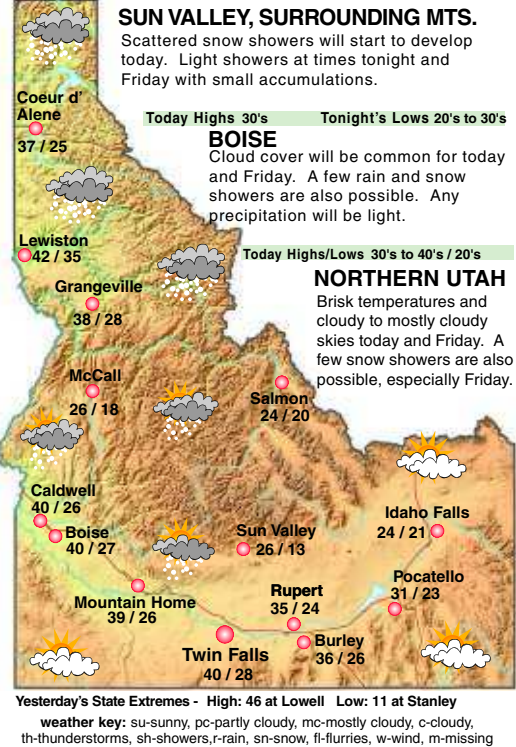 SUN VALLEY, SURROUNDING MTS.
Scattered snow showers will start to develop
today.  Light showers at times tonight and
Friday with small accumulations.
Today Highs 30's Tonight's Lows 20's to 30's
BOISE
Cloud cover will be common for today
and Friday.  A few rain and snow
showers are also possible.  Any
precipitation will be light.
Today Highs/Lows 30's to 40's / 20's
NORTHERN UTAH
Brisk temperatures and
cloudy to mostly cloudy
skies today and Friday.  A
few snow showers are also
possible, especially Friday.
Coeur d'
Alene
37 / 25
Lewiston
42 / 35
Grangeville
38 / 28
McCall
26 / 18
Salmon
24 / 20
Caldwell
40 / 26
Boise
40 / 27
Sun Valley
26 / 13
Idaho Falls
24 / 21
Pocatello
31 / 23
Mountain Home
39 / 26
Rupert
35 / 24
Burley
36 / 26
Twin Falls
40 / 28
Yesterday's State Extremes - High: 46 at Lowell Low: 11 at Stanley
weather key: su-sunny, pc-partly cloudy, mc-mostly cloudy, c-cloudy,
th-thunderstorms, sh-showers,r-rain, sn-snow, fl-flurries, w-wind, m-missing